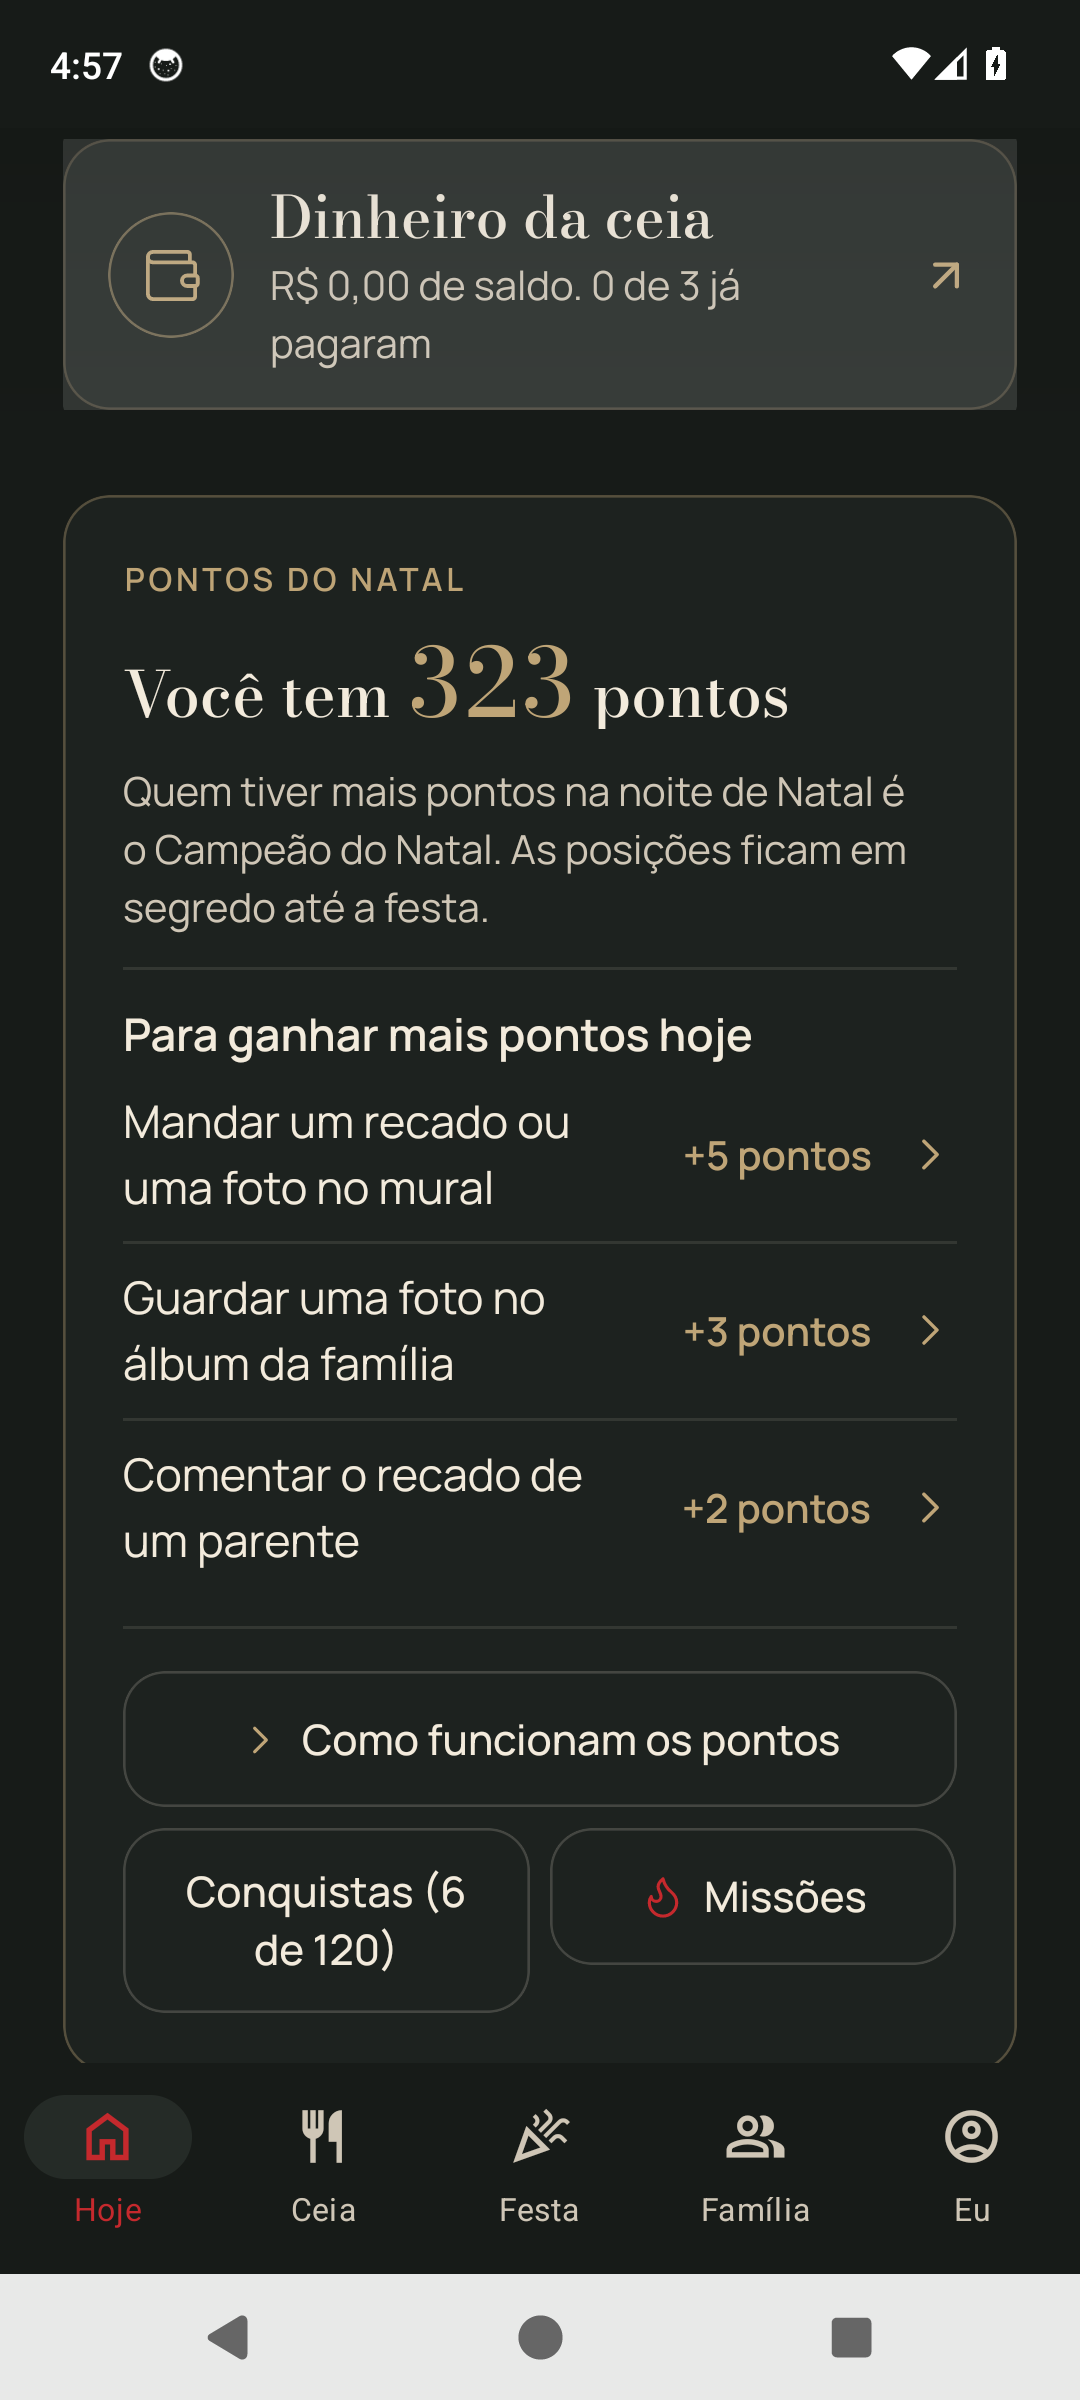 4:57
Dinheiro da ceia
R$ 0,00 de saldo. 0 de 3 já
pagaram
PONTOS DO NATAL
Você tem 323 pontos
Quem tiver mais pontos na noite de Natal é
o Campeão do Natal. As posições ficam em
segredo até a festa.
Para ganhar mais pontos hoje
Mandar um recado ou
uma foto no mural
+5 pontos
Guardar uma foto no
álbum da família
+3 pontos
Comentar o recado de
um parente
+2 pontos
Como funcionam os pontos
Conquistas (6
de 120)
Missões
Hoje
Ceia
Festa
Família
Eu